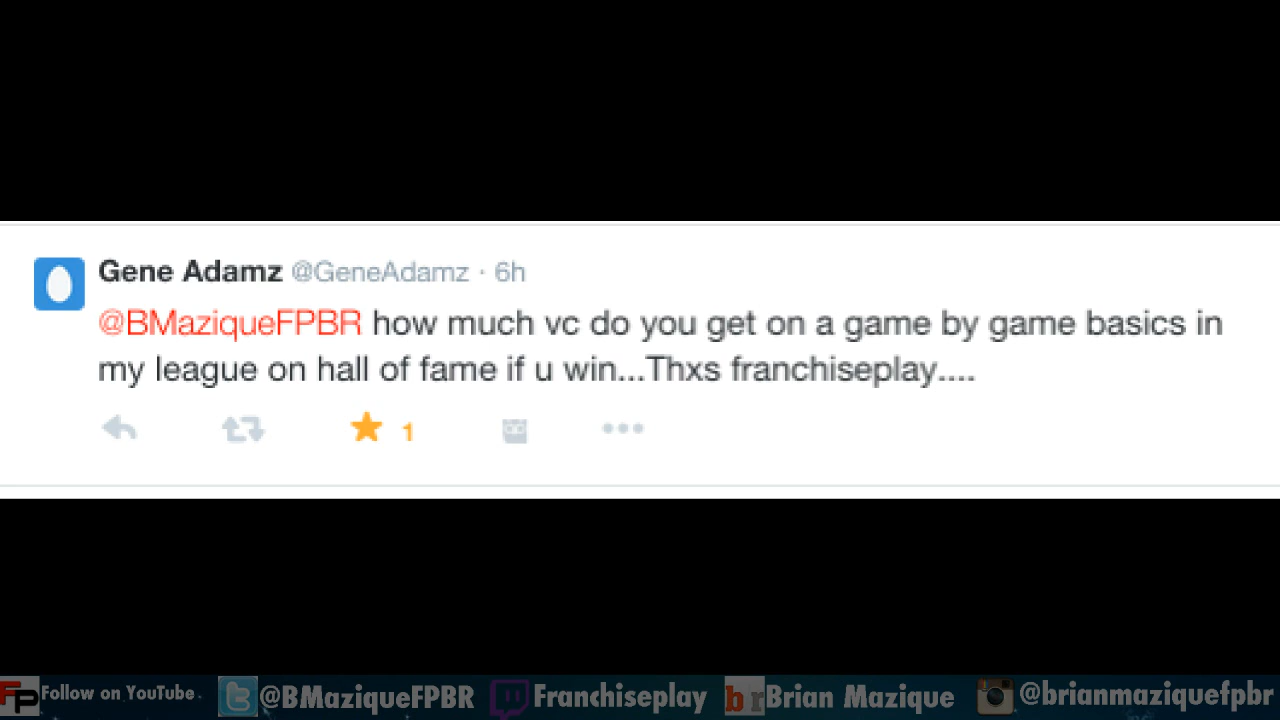 Gene Adamz @GeneAdamz · 6h
@BMaziqueFPBR how much vc do you get on a game by game basics in
my league on hall of fame if u win...Thxs franchiseplay....
1
FP Follow on YouTube. @BMaziqueFPBR Franchiseplay br Brian Mazique @brianmaziquefpbr